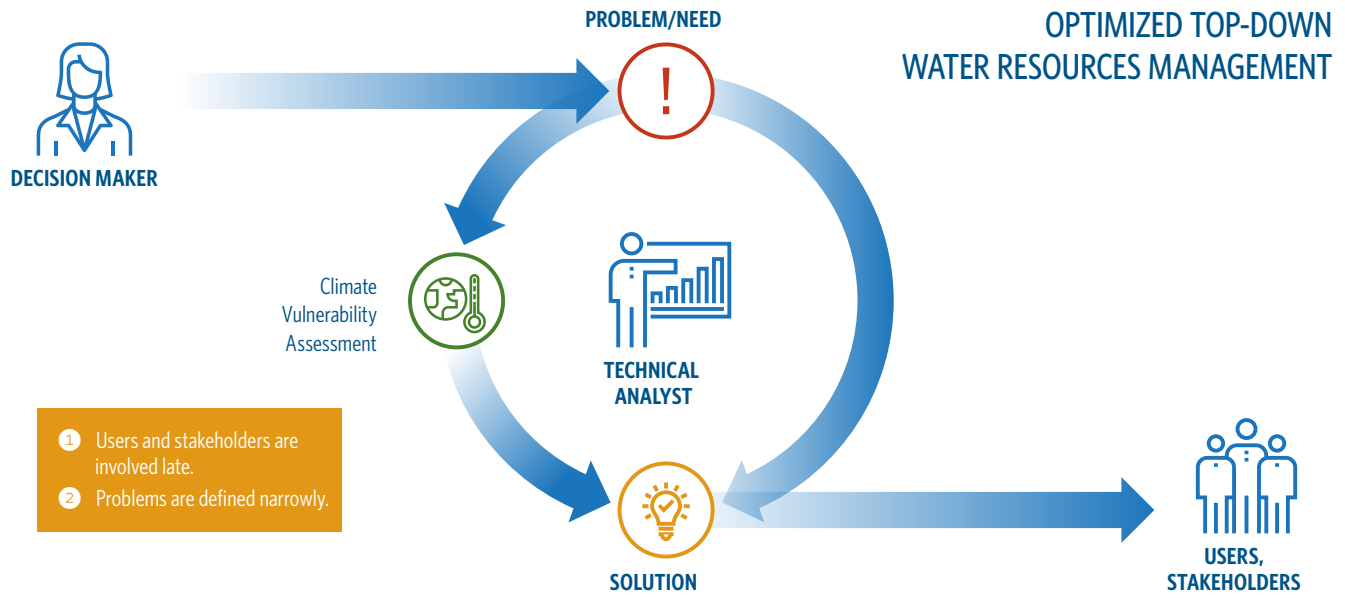 OPTIMIZED TOP-DOWN
WATER RESOURCES MANAGEMENT
PROBLEM/NEED
!
DECISION MAKER
Climate
Vulnerability
Assessment
TECHNICAL
ANALYST
1 Users and stakeholders are
involved late.
2 Problems are defined narrowly.
SOLUTION
USERS,
STAKEHOLDERS